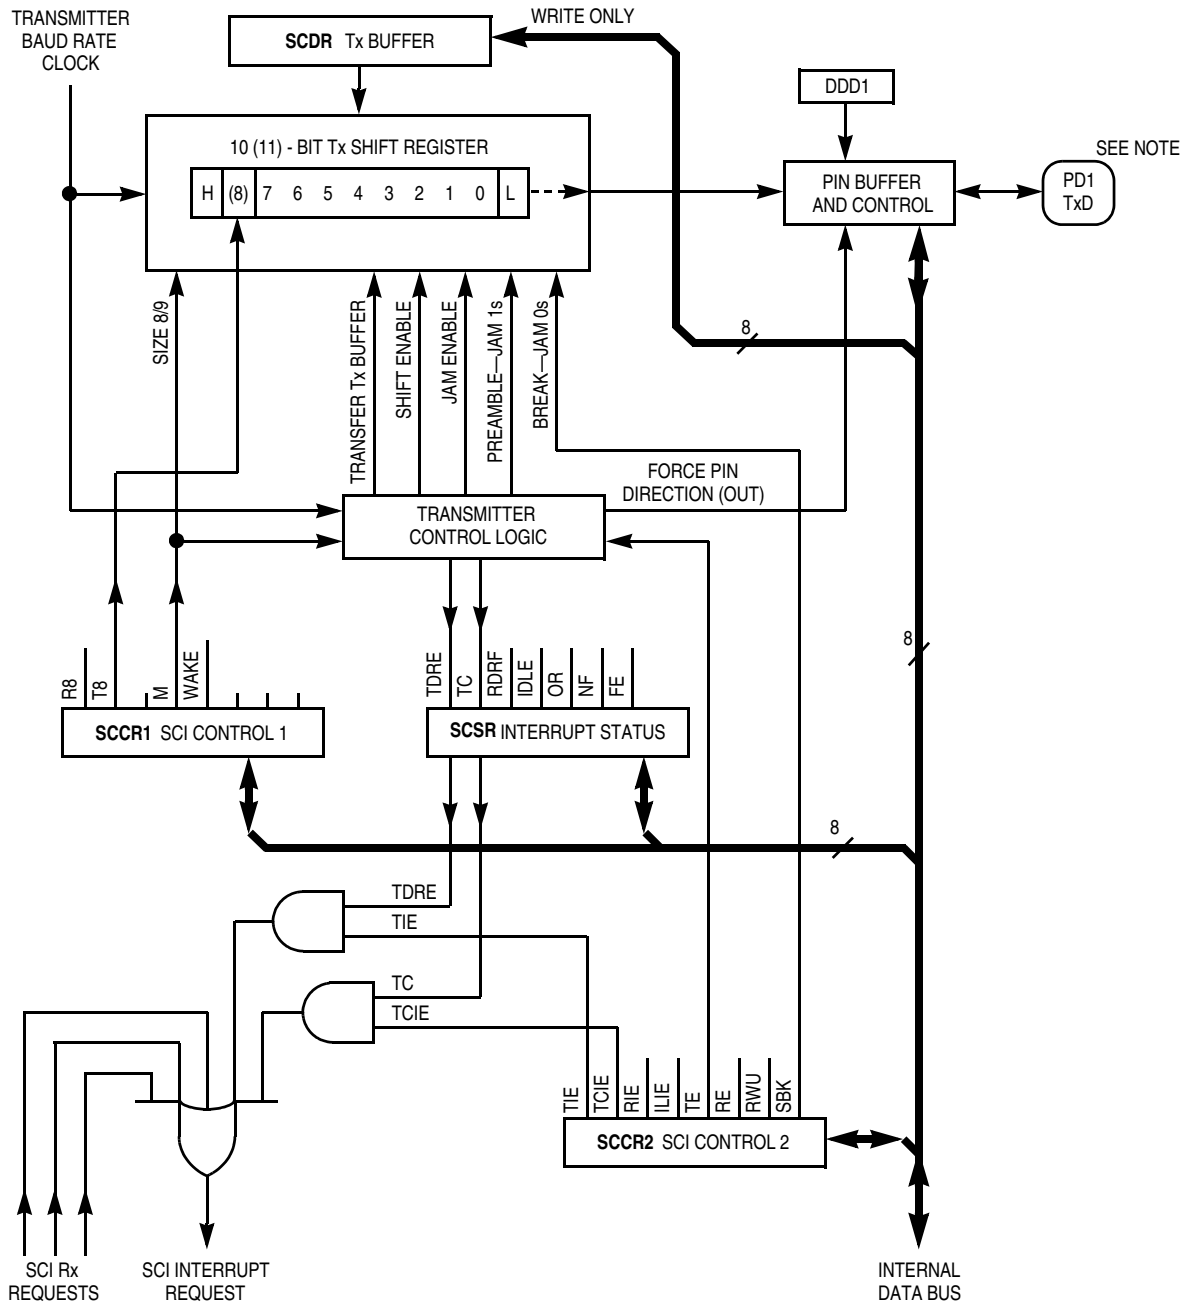 TRANSMITTER
BAUD RATE
CLOCK
SCDR Tx BUFFER
WRITE ONLY
DDD1
10 (11) - BIT Tx SHIFT REGISTER
H (8) 7 6 5 4 3 2 1 0 L
PIN BUFFER
AND CONTROL
SEE NOTE
PD1
TxD
SIZE 8/9
TRANSFER Tx BUFFER
SHIFT ENABLE
JAM ENABLE
PREAMBLE—JAM 1s
BREAK—JAM 0s
8
FORCE PIN
DIRECTION (OUT)
TRANSMITTER
CONTROL LOGIC
8
R8
T8
M
WAKE
SCCR1 SCI CONTROL 1
TDRE
TC
RDRF
IDLE
OR
NF
FE
SCSR INTERRUPT STATUS
8
TDRE
TIE
TC
TCIE
TIE
TCIE
RIE
ILIE
TE
RE
RWU
SBK
SCCR2 SCI CONTROL 2
SCI Rx
REQUESTS
SCI INTERRUPT
REQUEST
INTERNAL
DATA BUS